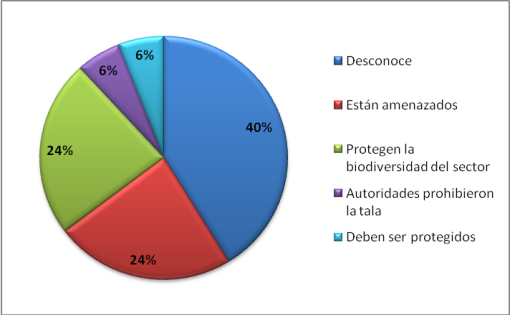 6%
6%
40%
24%
24%
Desconoce
Están amenazados
Protegen la
biodiversidad del sector
Autoridades prohibieron
la tala
Deben ser protegidos